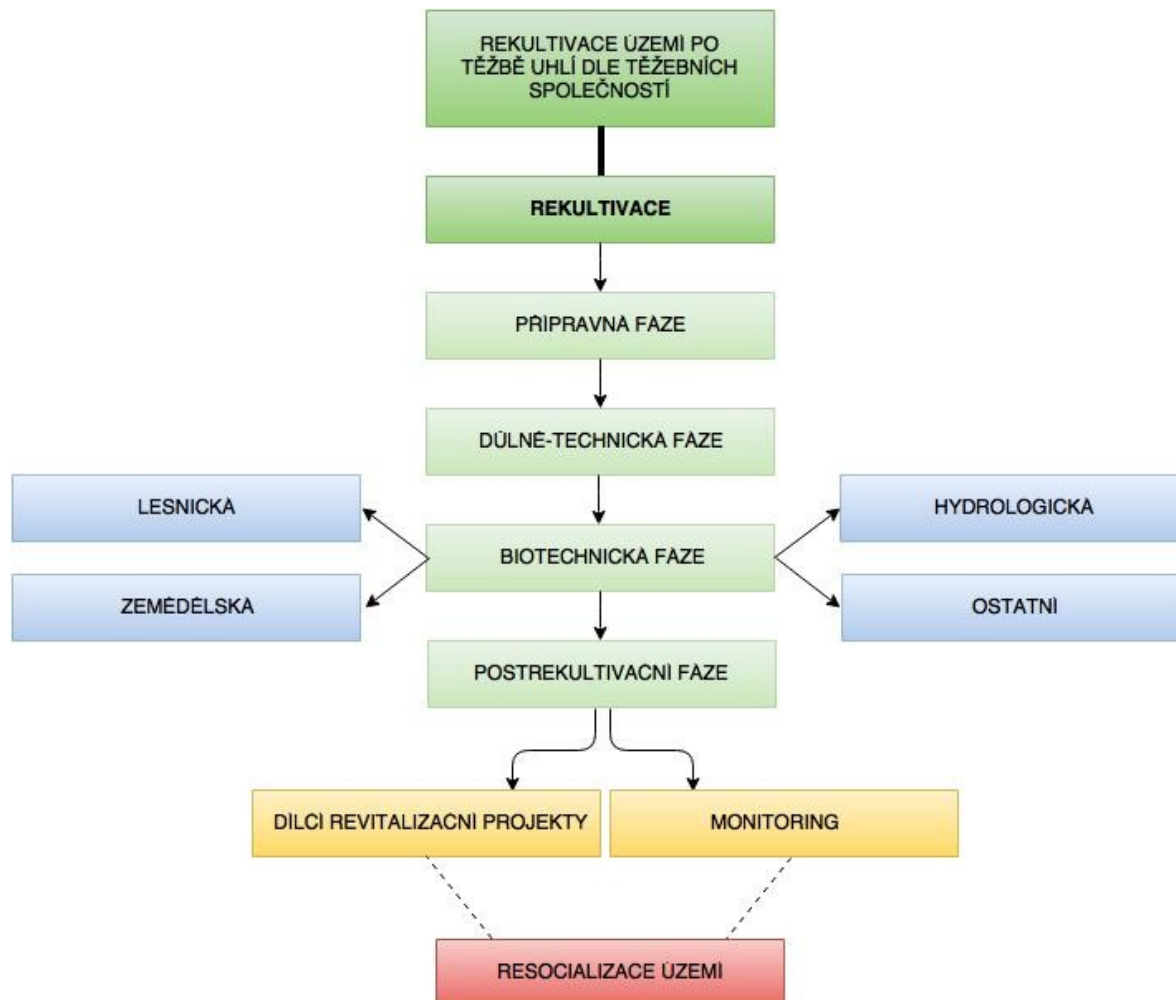 REKULTIVACE ÚZEMÍ PO
TĚŽBĚ UHLÍ DLE TĚŽEBNÍCH
SPOLEČNOSTÍ
REKULTIVACE
PŘÍPRAVNÁ FÁZE
DŮLNĚ-TECHNICKÁ FÁZE
LESNICKÁ
HYDROLOGICKÁ
BIOTECHNICKÁ FÁZE
ZEMĚDĚLSKÁ
OSTATNÍ
POSTREKULTIVAČNÍ FÁZE
DÍLČÍ REVITALIZAČNÍ PROJEKTY
MONITORING
RESOCIALIZACE ÚZEMÍ